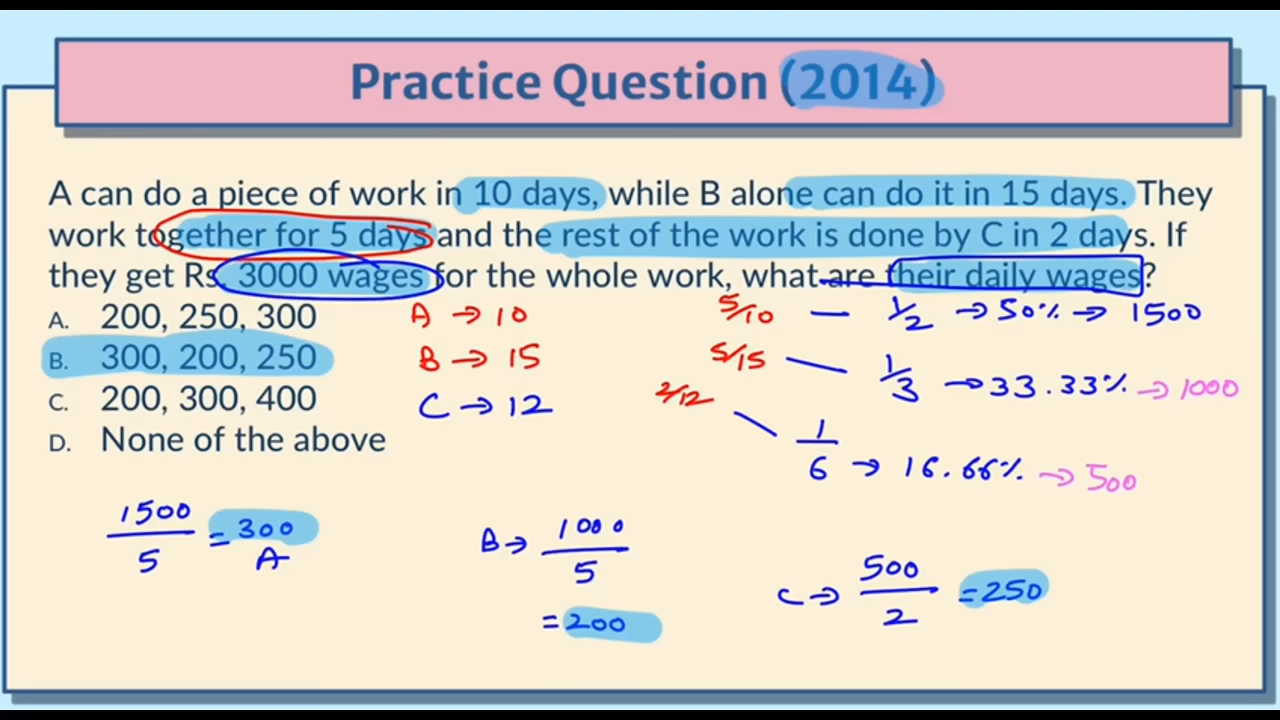 Practice Question (2014)
A can do a piece of work in 10 days, while B alone can do it in 15 days. They
work together for 5 days and the rest of the work is done by C in 2 days. If
they get Rs. 3000 wages for the whole work, what are their daily wages?
A. 200, 250, 300
B. 300, 200, 250
C. 200, 300, 400
D. None of the above
A → 10
B → 15
C → 12
5/10 — 1/2 → 50% → 1500
5/15 — 1/3 → 33.33% → 1000
2/12 — 1/6 → 16.66% → 500
1500/5 = 300
A
B → 1000/5
= 200
C → 500/2 = 250